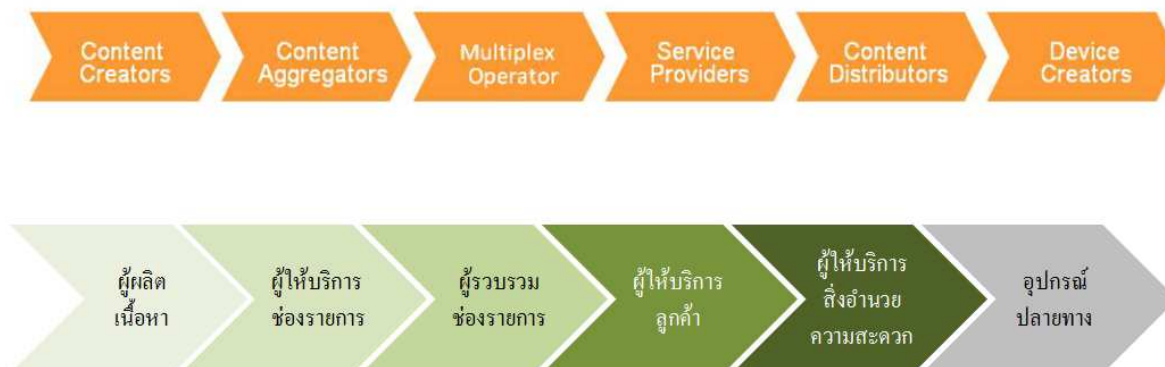 Content
Creators
Content
Aggregators
Multiplex
Operator
Service
Providers
Content
Distributors
Device
Creators
ผู้ผลิต
เนื้อหา
ผู้ให้บริการ
ช่องรายการ
ผู้รวบรวม
ช่องรายการ
ผู้ให้บริการ
ลูกค้า
ผู้ให้บริการ
สิ่งอำนวย
ความสะดวก
อุปกรณ์
ปลายทาง